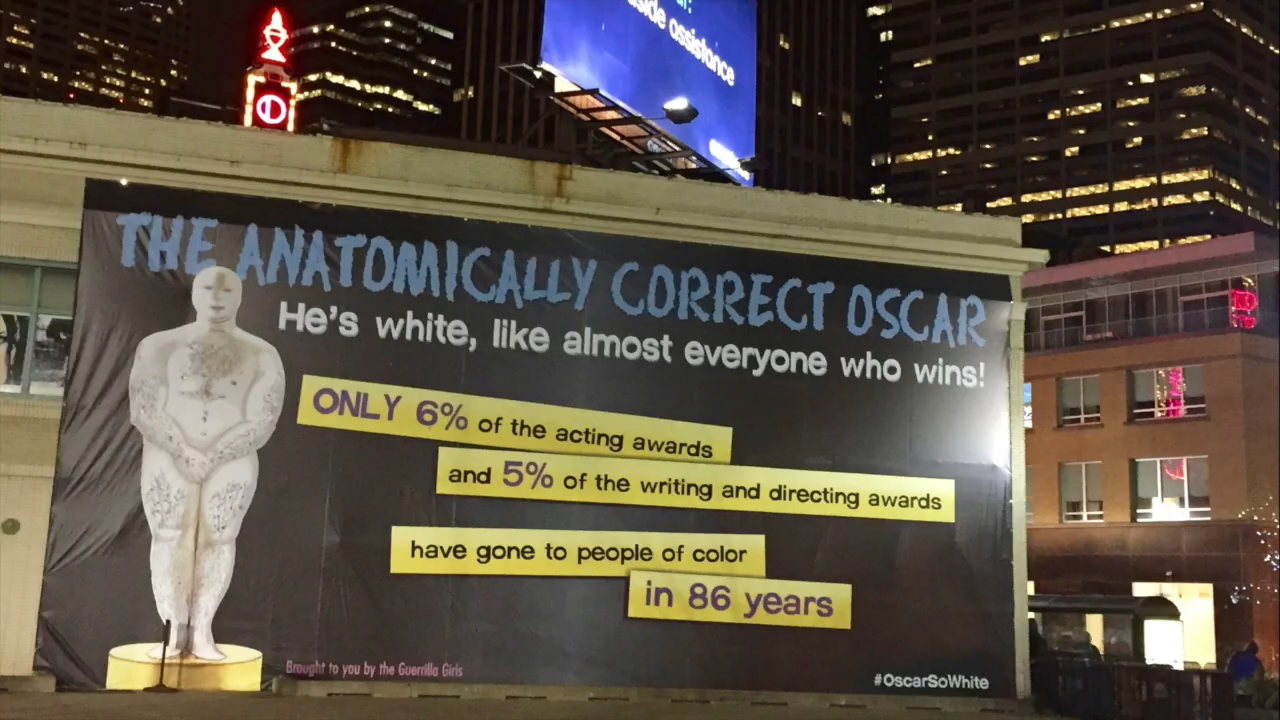 side assistance
THE ANATOMICALLY CORRECT OSCAR
He's white, like almost everyone who wins!
ONLY 6% of the acting awards
and 5% of the writing and directing awards
have gone to people of color
in 86 years
Brought to you by the Guerrilla Girls
#OscarSoWhite